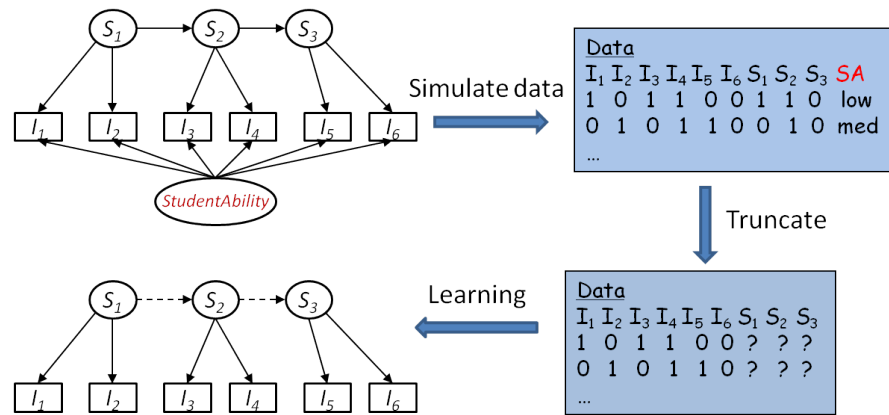 S₁ S₂ S₃
I₁ I₂ I₃ I₄ I₅ I₆
StudentAbility
Simulate data
Data
I₁ I₂ I₃ I₄ I₅ I₆ S₁ S₂ S₃ SA
1 0 1 1 0 0 1 1 0 low
0 1 0 1 1 0 0 1 0 med
...
Truncate
Data
I₁ I₂ I₃ I₄ I₅ I₆ S₁ S₂ S₃
1 0 1 1 0 0 ? ? ?
0 1 0 1 1 0 ? ? ?
...
Learning
S₁ S₂ S₃
I₁ I₂ I₃ I₄ I₅ I₆